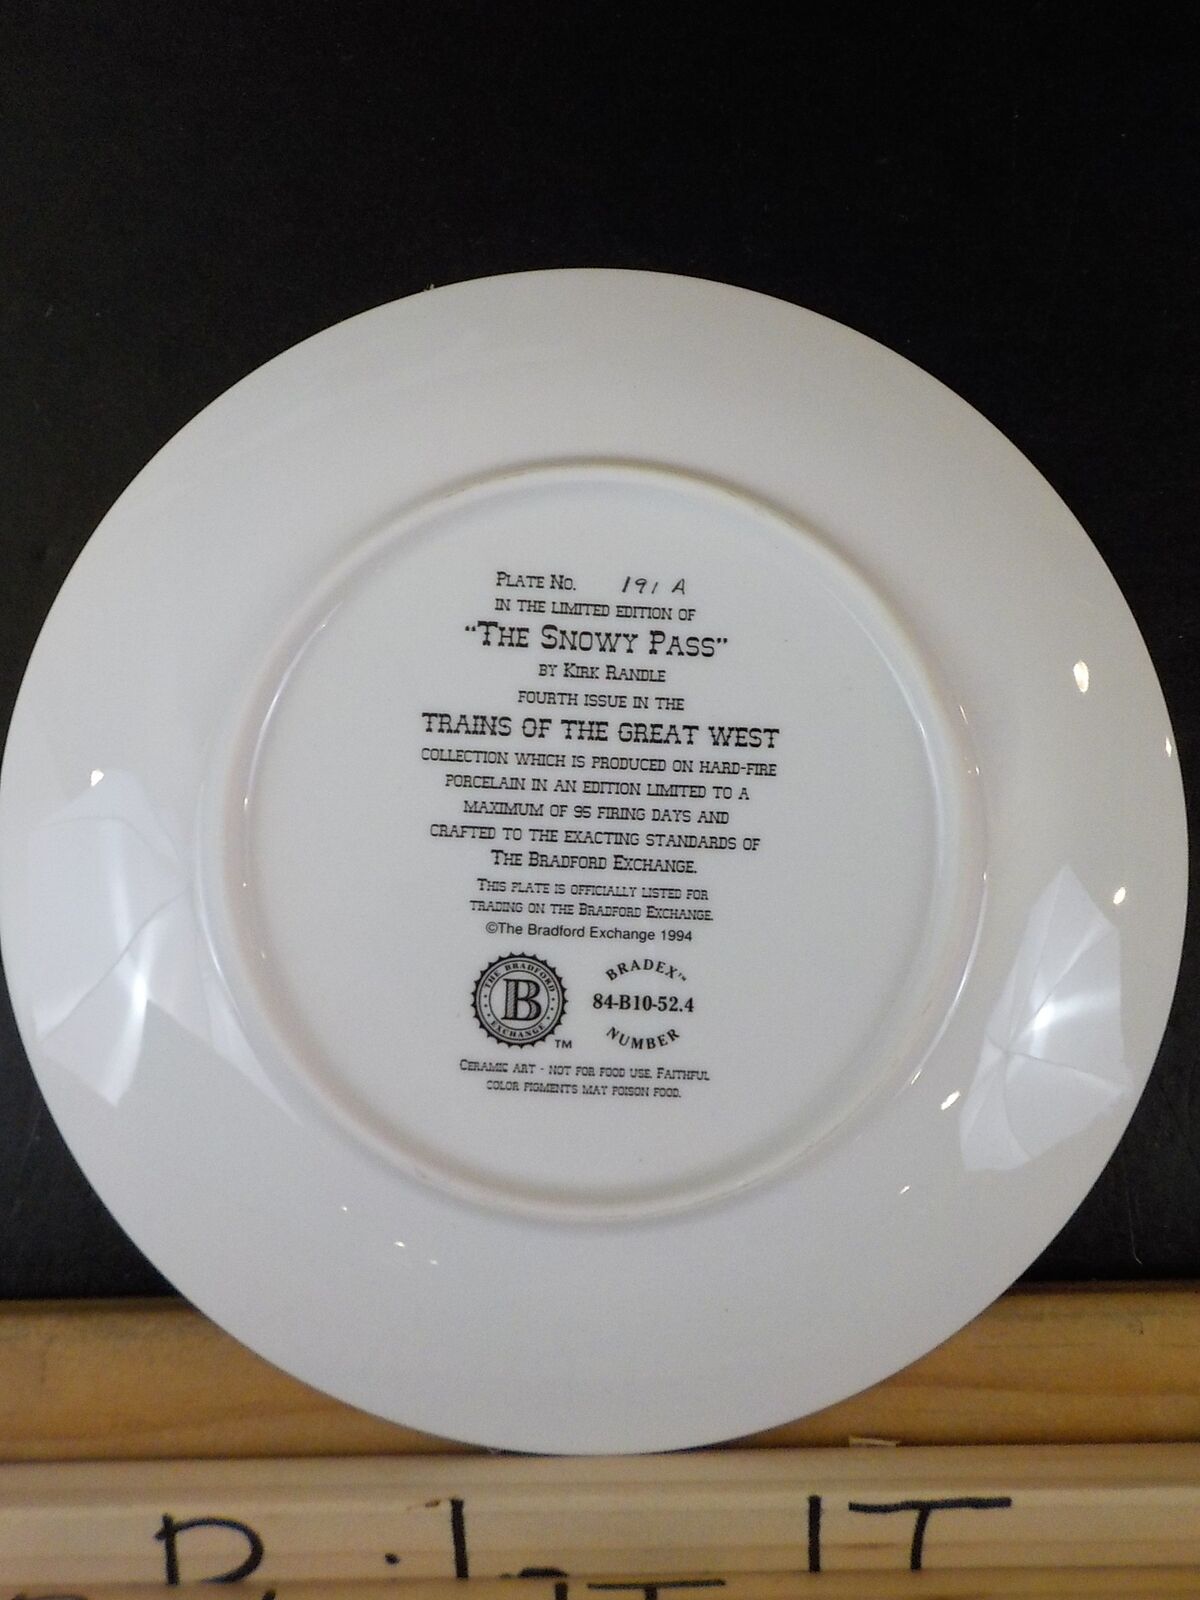 PLATE NO. 191 A
IN THE LIMITED EDITION OF
"THE SNOWY PASS"
BY KIRK RANDLE
FOURTH ISSUE IN THE
TRAINS OF THE GREAT WEST
COLLECTION WHICH IS PRODUCED ON HARD-FIRE
PORCELAIN IN AN EDITION LIMITED TO A
MAXIMUM OF 95 FIRING DAYS AND
CRAFTED TO THE EXACTING STANDARDS OF
THE BRADFORD EXCHANGE.
THIS PLATE IS OFFICIALLY LISTED FOR
TRADING ON THE BRADFORD EXCHANGE.
©The Bradford Exchange 1994
THE BRADFORD
B
EXCHANGE
TM
BRADEX™
84-B10-52.4
NUMBER
CERAMIC ART - NOT FOR FOOD USE. FAITHFUL
COLOR PIGMENTS MAY POISON FOOD.